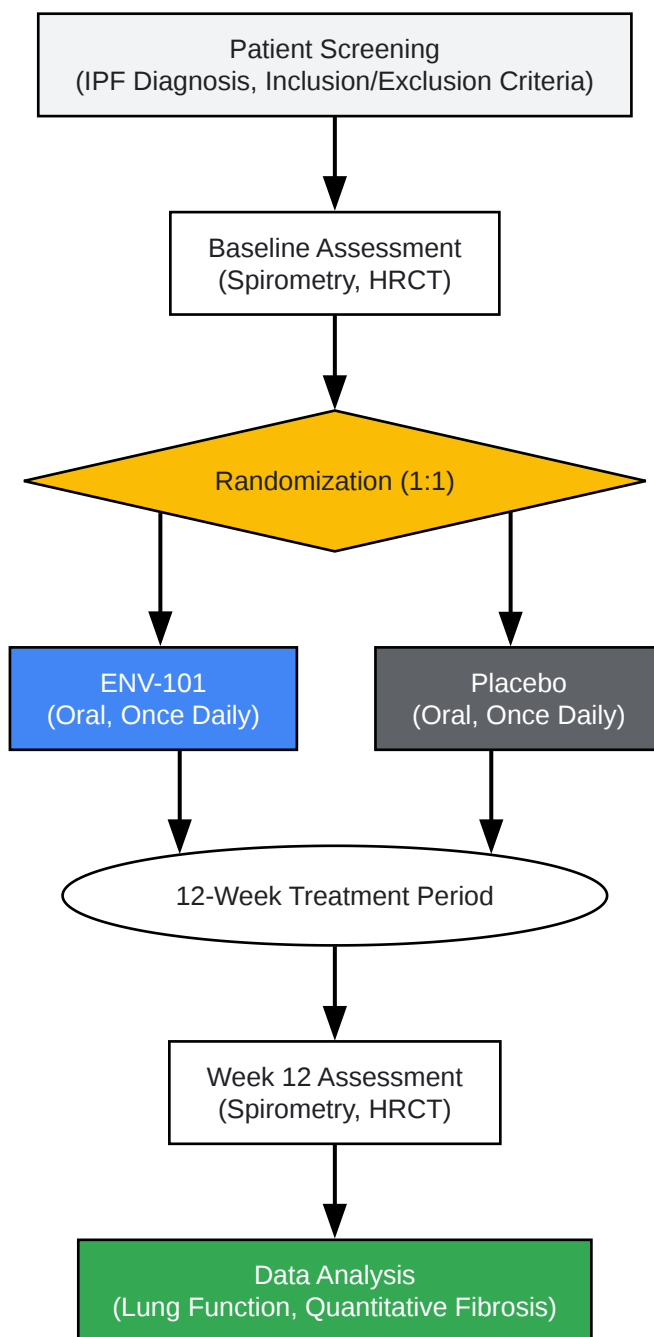 Patient Screening
(IPF Diagnosis, Inclusion/Exclusion Criteria)
Baseline Assessment
(Spirometry, HRCT)
Randomization (1:1)
ENV-101
(Oral, Once Daily)
Placebo
(Oral, Once Daily)
12-Week Treatment Period
Week 12 Assessment
(Spirometry, HRCT)
Data Analysis
(Lung Function, Quantitative Fibrosis)